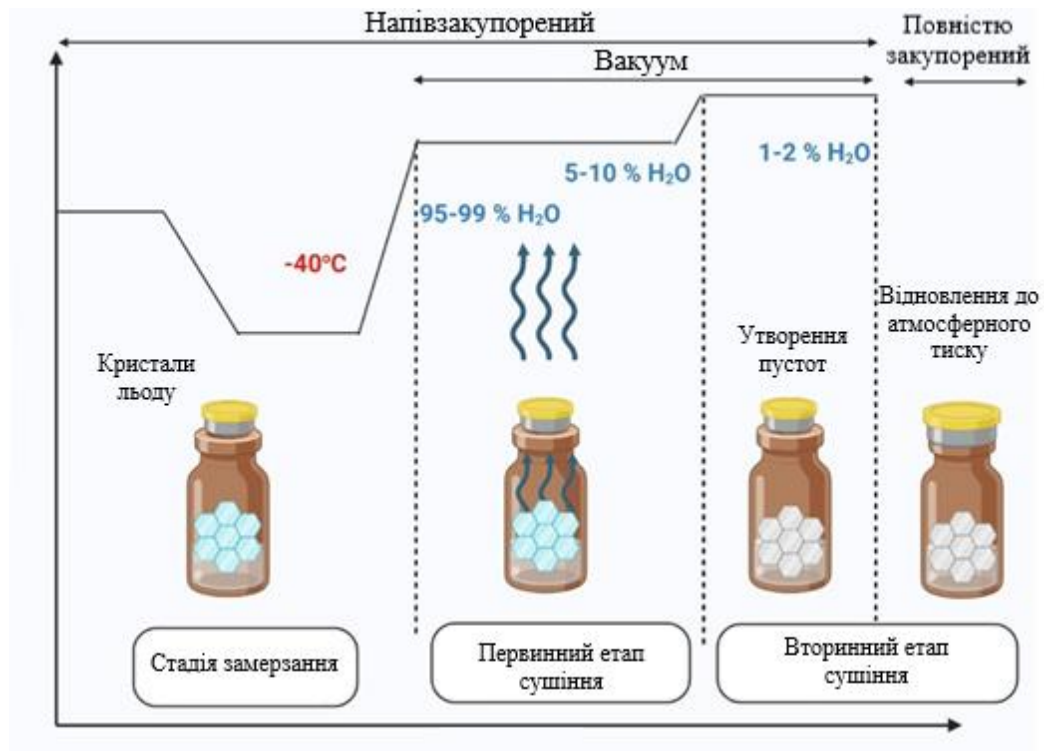 Напівзакупорений
Повністю
закупорений
Вакуум
5-10 % H₂O
1-2 % H₂O
95-99 % H₂O
-40°C
Кристали
льоду
Утворення
пустот
Відновлення до
атмосферного
тиску
Стадія замерзання
Первинний етап
сушіння
Вторинний етап
сушіння